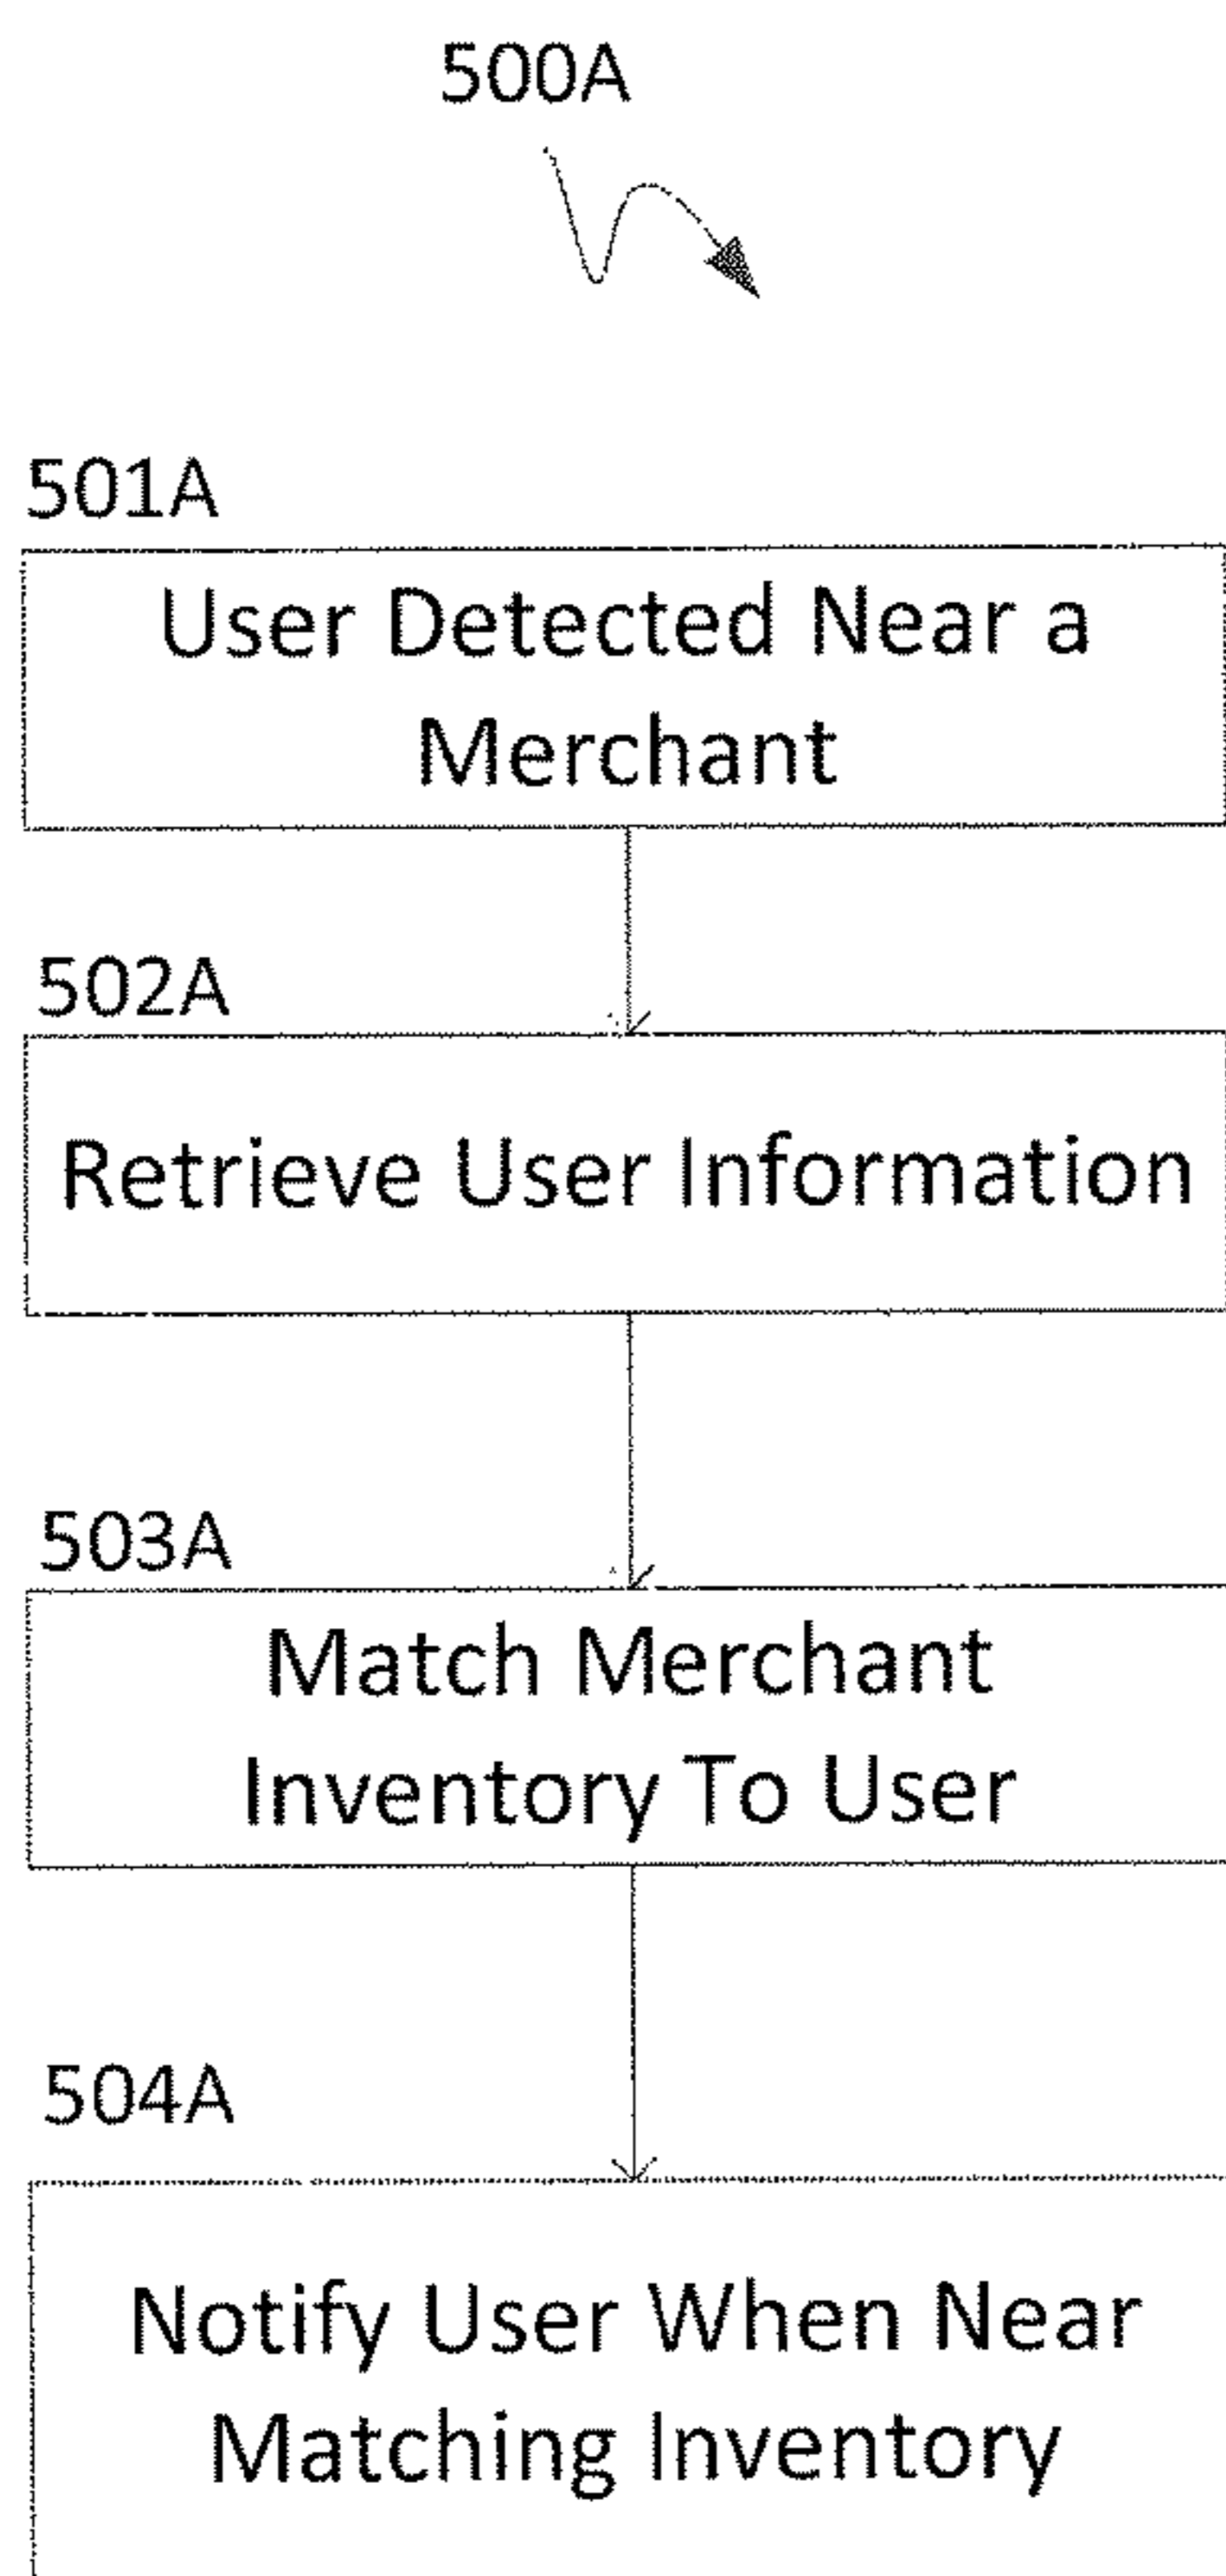 500A
501A
User Detected Near a
Merchant
502A
Retrieve User Information
503A
Match Merchant
Inventory To User
504A
Notify User When Near
Matching Inventory